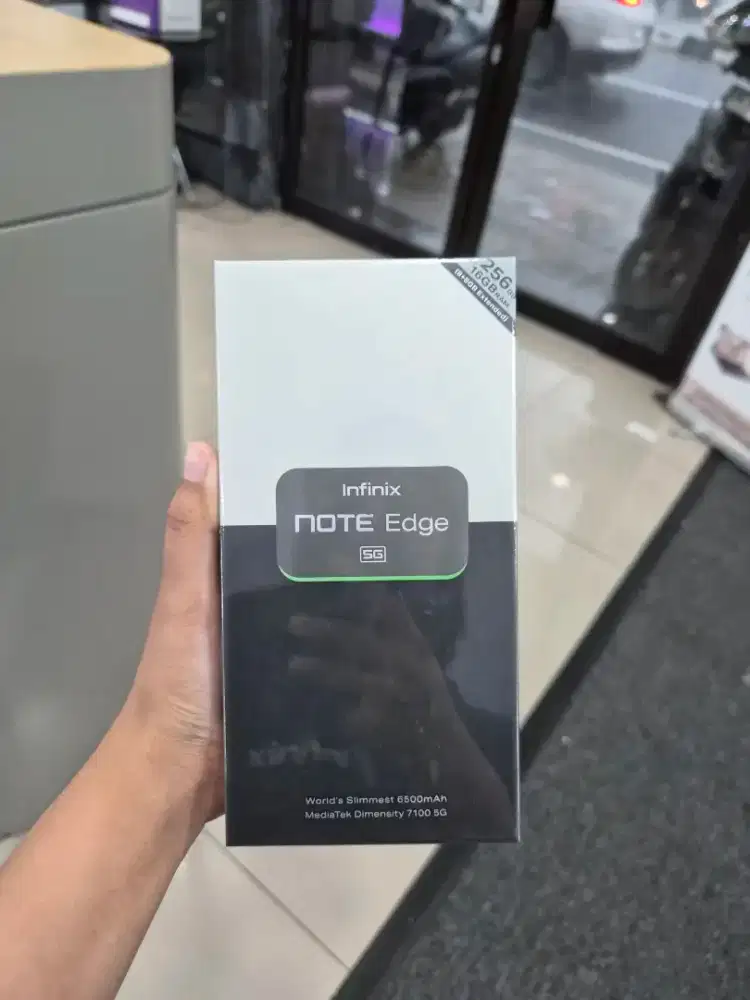 256GB
16GB RAM
(8+8GB Extended)
Infinix
NOTE Edge
5G
World's Slimmest 6500mAh
MediaTek Dimensity 7100 5G